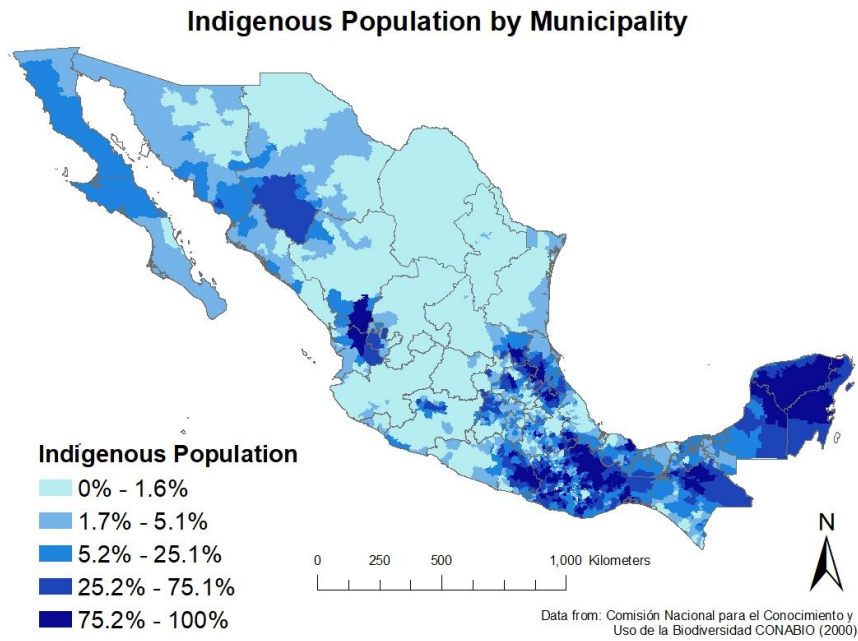 Indigenous Population by Municipality
Indigenous Population
0% - 1.6%
1.7% - 5.1%
5.2% - 25.1%
25.2% - 75.1%
75.2% - 100%
0 250 500 1,000 Kilometers
N
Data from: Comisión Nacional para el Conocimiento y
Uso de la Biodiversidad CONABIO (2000)